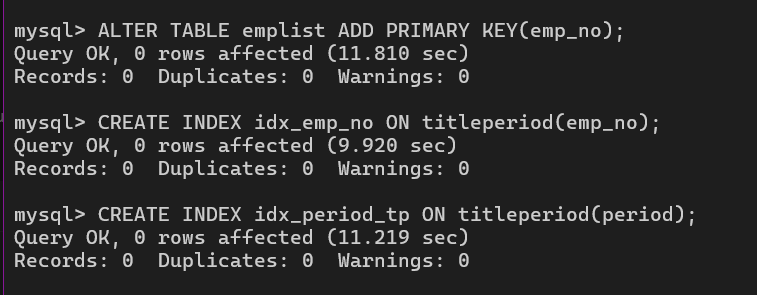 mysql> ALTER TABLE emplist ADD PRIMARY KEY(emp_no);
Query OK, 0 rows affected (11.810 sec)
Records: 0  Duplicates: 0  Warnings: 0
mysql> CREATE INDEX idx_emp_no ON titleperiod(emp_no);
Query OK, 0 rows affected (9.920 sec)
Records: 0  Duplicates: 0  Warnings: 0
mysql> CREATE INDEX idx_period_tp ON titleperiod(period);
Query OK, 0 rows affected (11.219 sec)
Records: 0  Duplicates: 0  Warnings: 0